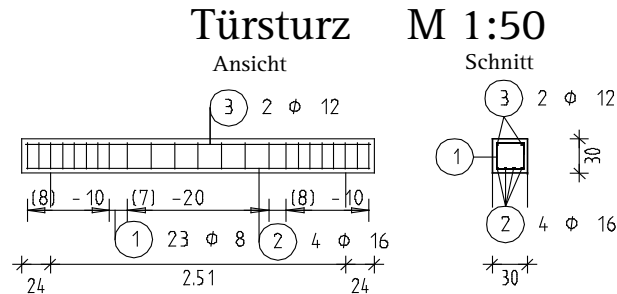 Türsturz M 1:50
Ansicht Schnitt
3 2 ϕ 12 3 2 ϕ 12
1 30
(8) -10 (7) -20 (8) -10
1 23 ϕ 8 2 4 ϕ 16 2 4 ϕ 16
24 2.51 24 30